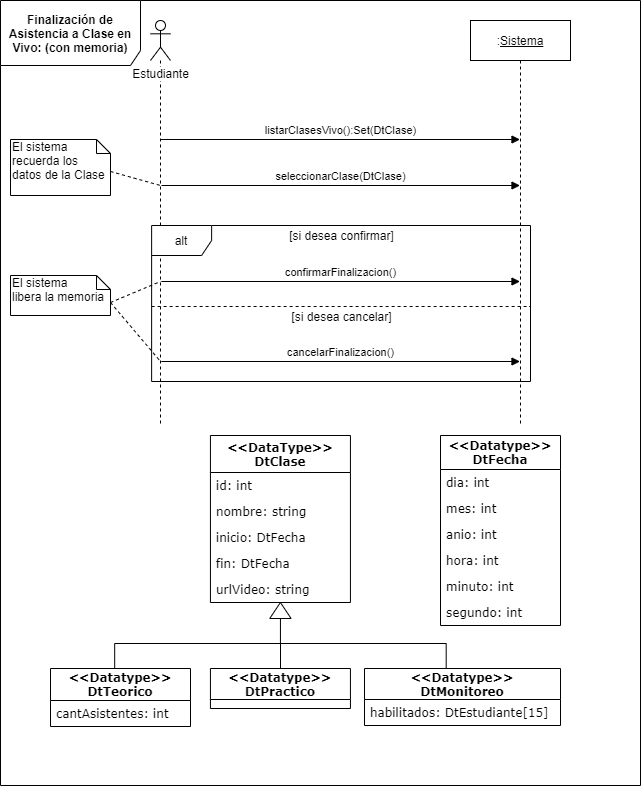 Finalización de
Asistencia a Clase en
Vivo: (con memoria)
Estudiante
:Sistema
listarClasesVivo():Set(DtClase)
El sistema
recuerda los
datos de la Clase
seleccionarClase(DtClase)
alt
[si desea confirmar]
El sistema
libera la memoria
confirmarFinalizacion()
[si desea cancelar]
cancelarFinalizacion()
<<DataType>>
DtClase
id: int
nombre: string
inicio: DtFecha
fin: DtFecha
urlVideo: string
<<Datatype>>
DtFecha
dia: int
mes: int
anio: int
hora: int
minuto: int
segundo: int
<<Datatype>>
DtTeorico
cantAsistentes: int
<<Datatype>>
DtPractico
<<Datatype>>
DtMonitoreo
habilitados: DtEstudiante[15]